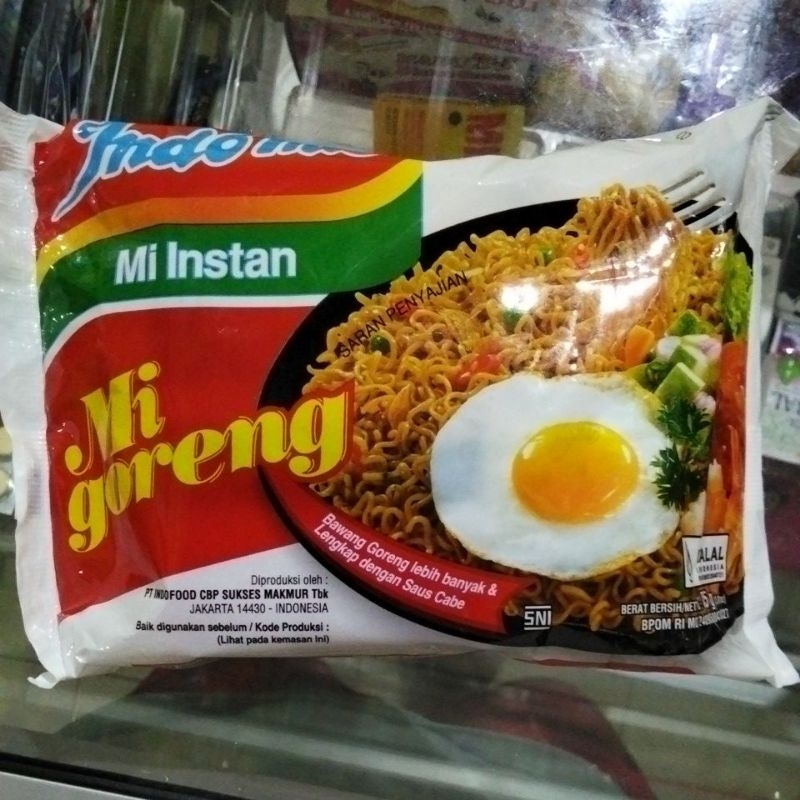 Mi Instan
Mi
goreng
SARAN PENYAJIAN
Bawang Goreng lebih banyak &
Lengkap dengan Saus Cabe
Diproduksi oleh :
PT INDOFOOD CBP SUKSES MAKMUR Tbk
JAKARTA 14430 - INDONESIA
Baik digunakan sebelum / Kode Produksi :
(Lihat pada kemasan ini)
SNI
HALAL
INDONESIA
BERAT BERSIH/NETT
BPOM RI